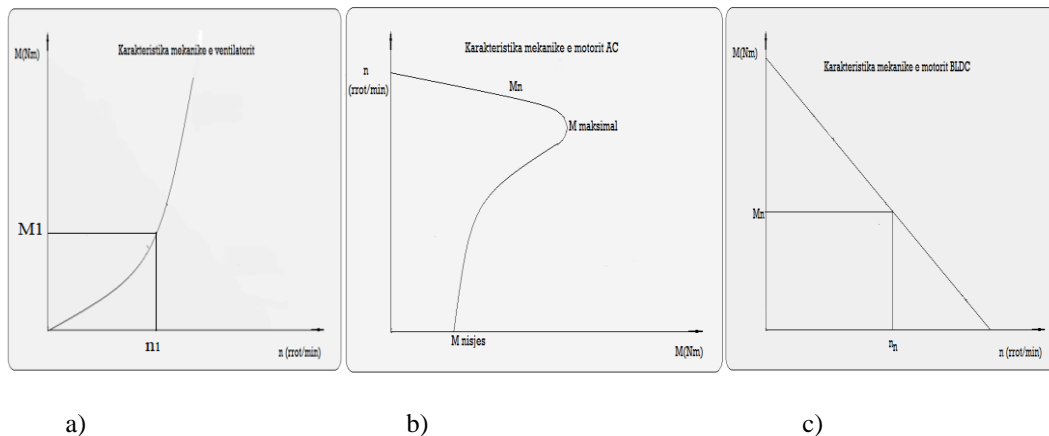 Karakteristika mekanike e ventilatorit
M(Nm)
M1
n1
n (rrot/min)
a)
Karakteristika mekanike e motorit AC
n
(rrot/min)
Mn
M maksimal
M nisjes
M(Nm)
b)
M(Nm)
Karakteristika mekanike e motorit BLDC
Mn
nn
n (rrot/min)
c)